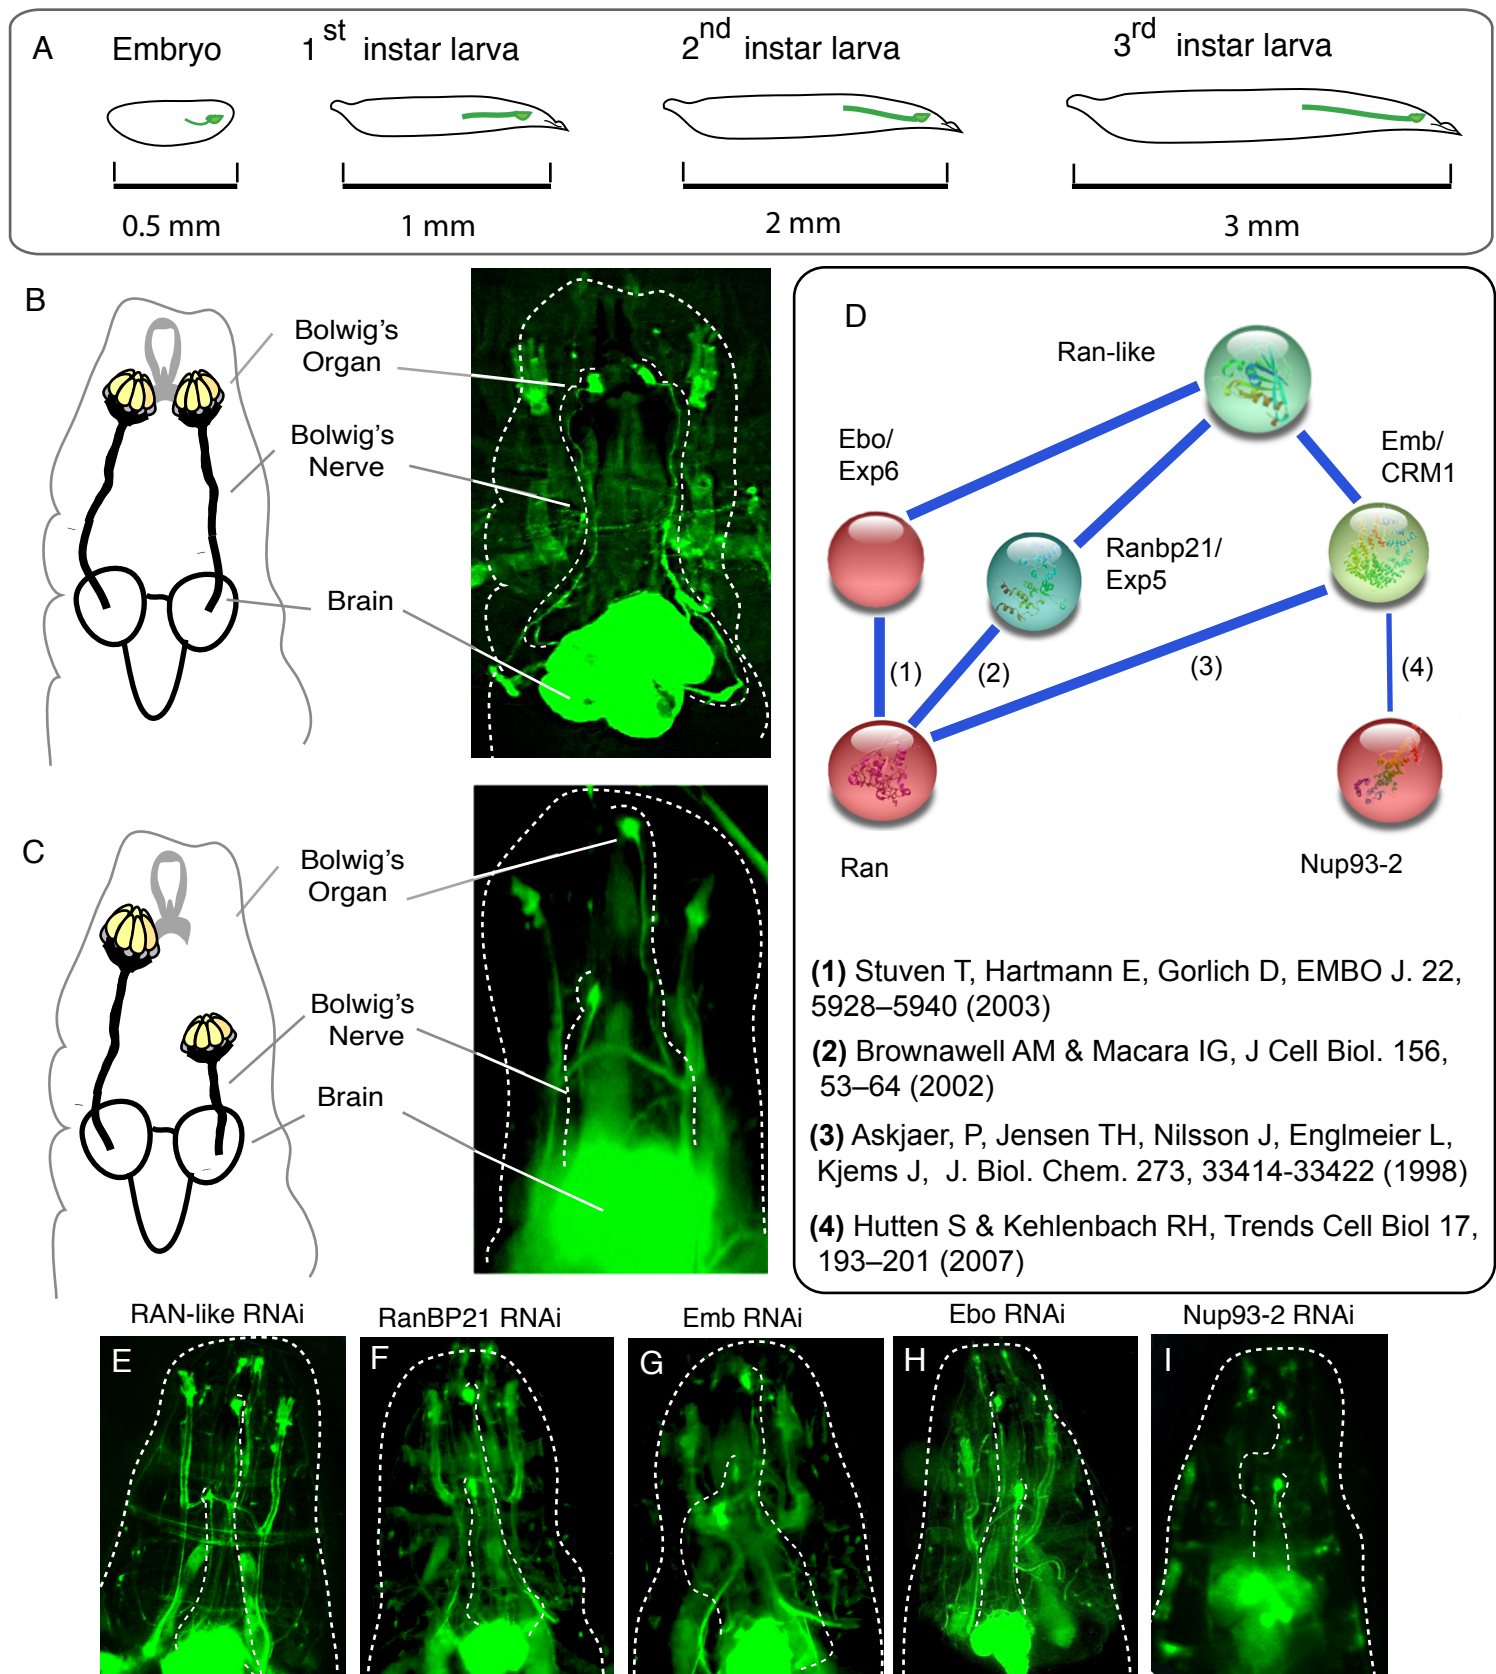 A
Embryo
1st instar larva
2nd instar larva
3rd instar larva
0.5 mm
1 mm
2 mm
3 mm
B
Bolwig's
Organ
Bolwig's
Nerve
Brain
C
Bolwig's
Organ
Bolwig's
Nerve
Brain
D
Ran-like
Ebo/
Exp6
Ranbp21/
Exp5
Emb/
CRM1
(1)
(2)
(3)
(4)
Ran
Nup93-2
(1) Stuven T, Hartmann E, Gorlich D, EMBO J. 22,
5928–5940 (2003)
(2) Brownawell AM & Macara IG, J Cell Biol. 156,
53–64 (2002)
(3) Askjaer, P, Jensen TH, Nilsson J, Englmeier L,
Kjems J, J. Biol. Chem. 273, 33414-33422 (1998)
(4) Hutten S & Kehlenbach RH, Trends Cell Biol 17,
193–201 (2007)
RAN-like RNAi
RanBP21 RNAi
Emb RNAi
Ebo RNAi
Nup93-2 RNAi
E
F
G
H
I